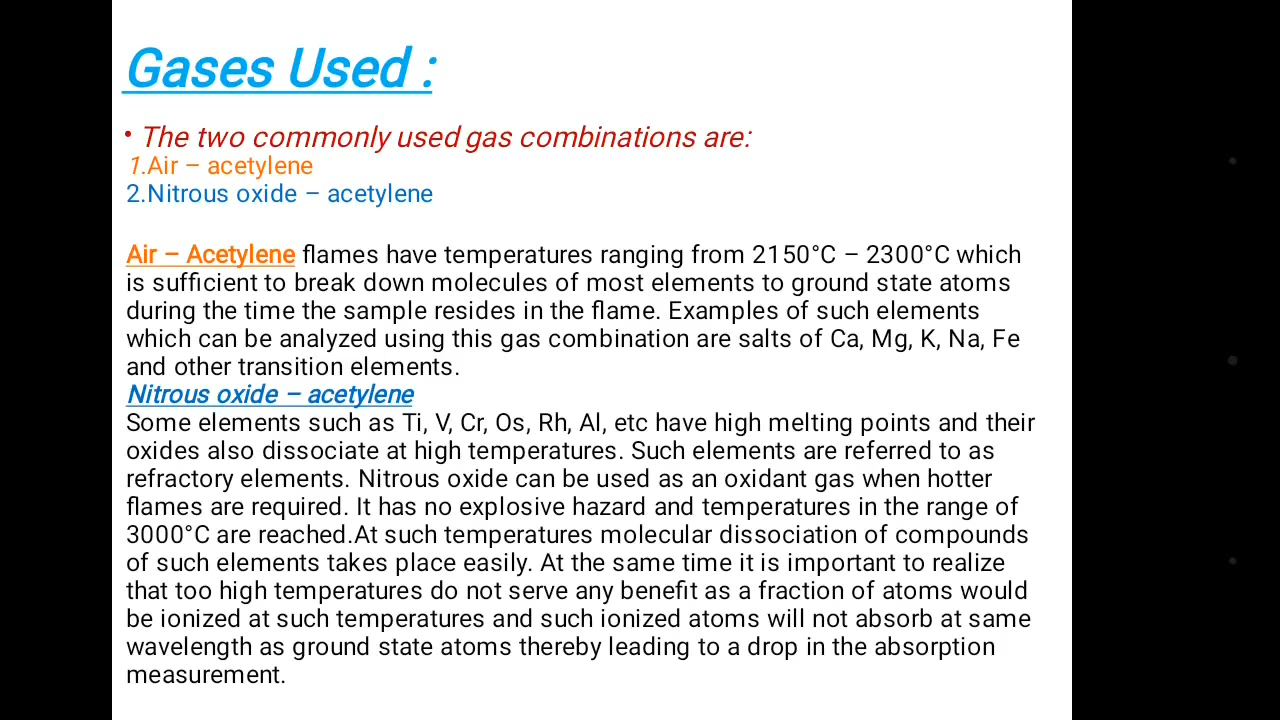 Gases Used :
• The two commonly used gas combinations are:
1.Air – acetylene
2.Nitrous oxide – acetylene
Air – Acetylene flames have temperatures ranging from 2150°C – 2300°C which
is sufficient to break down molecules of most elements to ground state atoms
during the time the sample resides in the flame. Examples of such elements
which can be analyzed using this gas combination are salts of Ca, Mg, K, Na, Fe
and other transition elements.
Nitrous oxide – acetylene
Some elements such as Ti, V, Cr, Os, Rh, Al, etc have high melting points and their
oxides also dissociate at high temperatures. Such elements are referred to as
refractory elements. Nitrous oxide can be used as an oxidant gas when hotter
flames are required. It has no explosive hazard and temperatures in the range of
3000°C are reached.At such temperatures molecular dissociation of compounds
of such elements takes place easily. At the same time it is important to realize
that too high temperatures do not serve any benefit as a fraction of atoms would
be ionized at such temperatures and such ionized atoms will not absorb at same
wavelength as ground state atoms thereby leading to a drop in the absorption
measurement.